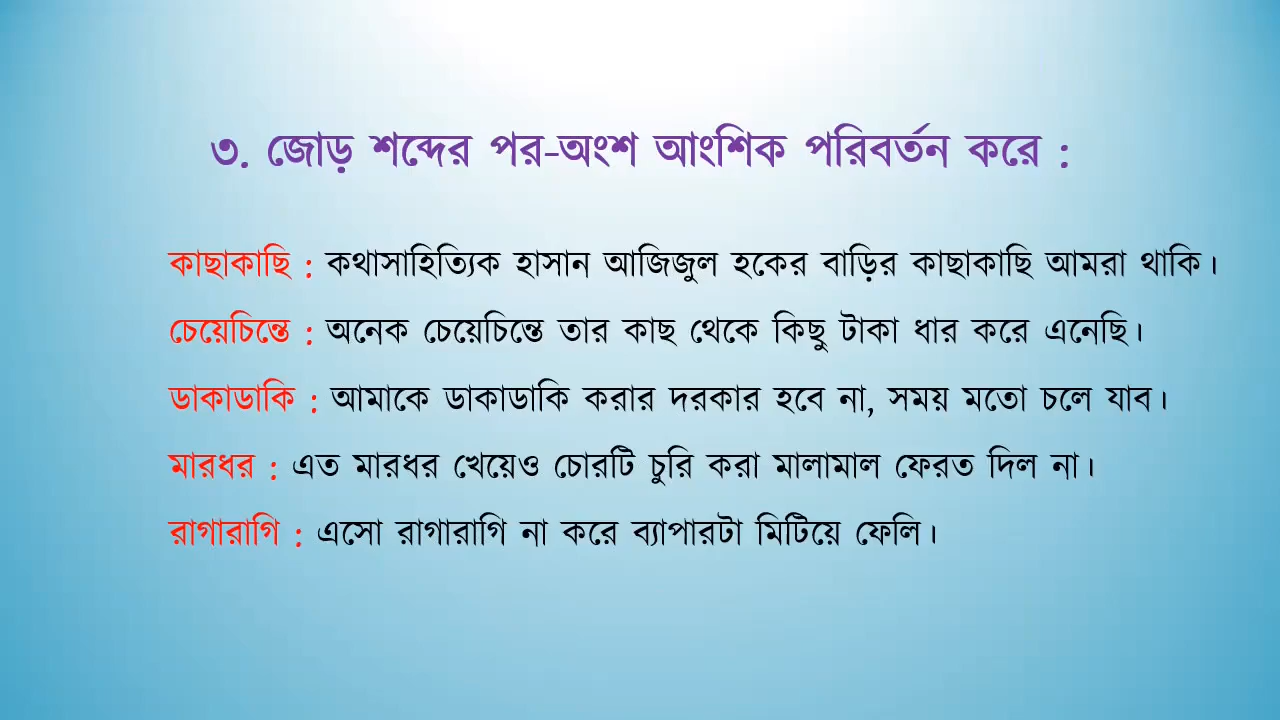 ৩. জোড় শব্দের পর-অংশ আংশিক পরিবর্তন করে :
কাছাকাছি : কথাসাহিত্যিক হাসান আজিজুল হকের বাড়ির কাছাকাছি আমরা থাকি।
চেয়েচিন্তে : অনেক চেয়েচিন্তে তার কাছ থেকে কিছু টাকা ধার করে এনেছি।
ডাকাডাকি : আমাকে ডাকাডাকি করার দরকার হবে না, সময় মতো চলে যাব।
মারধর : এত মারধর খেয়েও চোরটি চুরি করা মালামাল ফেরত দিল না।
রাগারাগি : এসো রাগারাগি না করে ব্যাপারটা মিটিয়ে ফেলি।